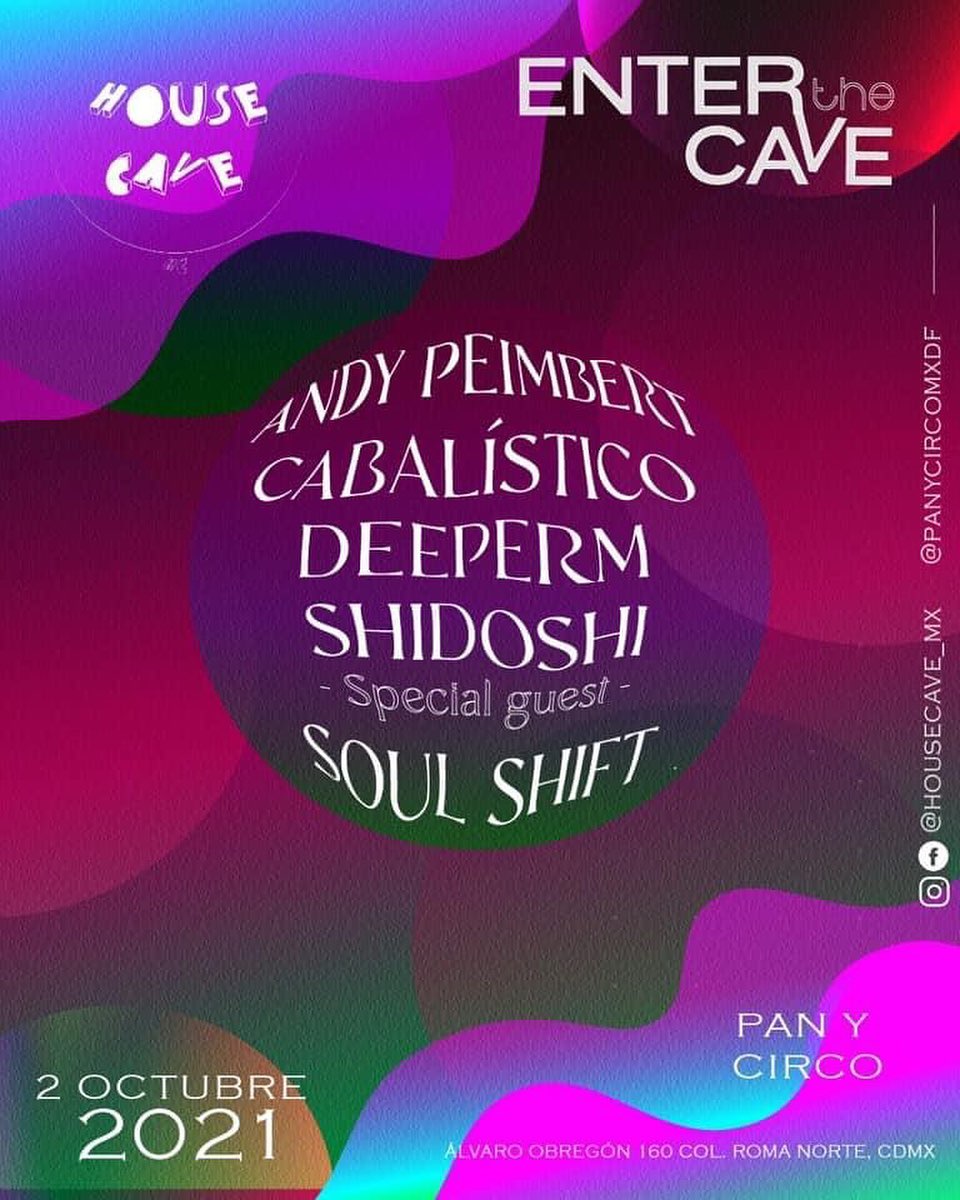 HOUSE
CAVE
ENTER the
CAVE
ANDY PEIMBERT
CABALÍSTICO
DEEPERM
SHIDOSHI
- Special guest -
SOUL SHIFT
@HOUSECAVE_MX @PANYCIRCOMXDF
PAN Y
CIRCO
2 OCTUBRE
2021
ÁLVARO OBREGÓN 160 COL. ROMA NORTE, CDMX